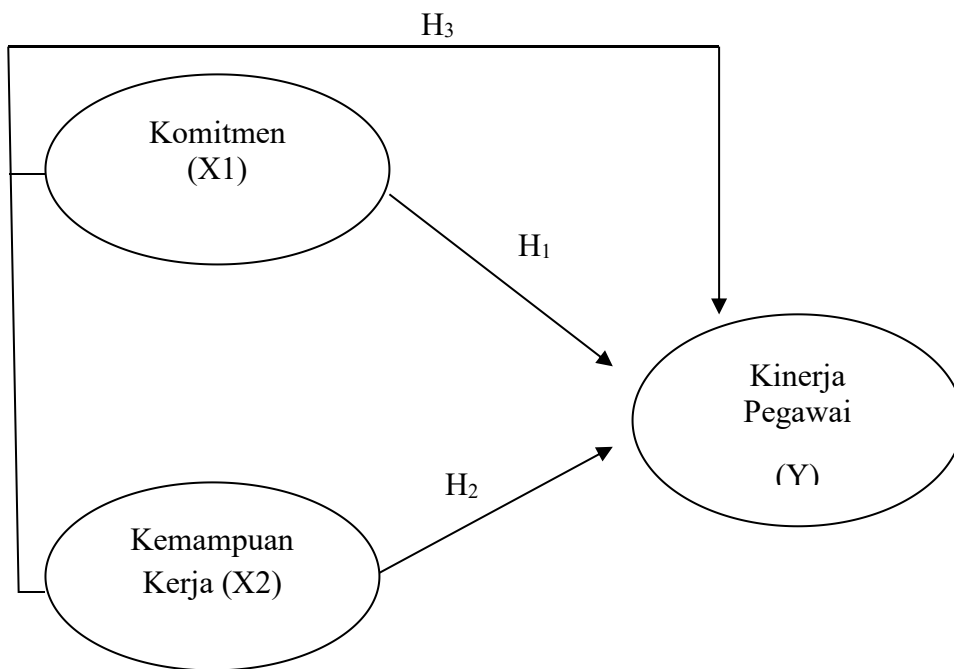 H₃
Komitmen
(X1)
H₁
Kinerja
Pegawai
(Y)
H₂
Kemampuan
Kerja (X2)